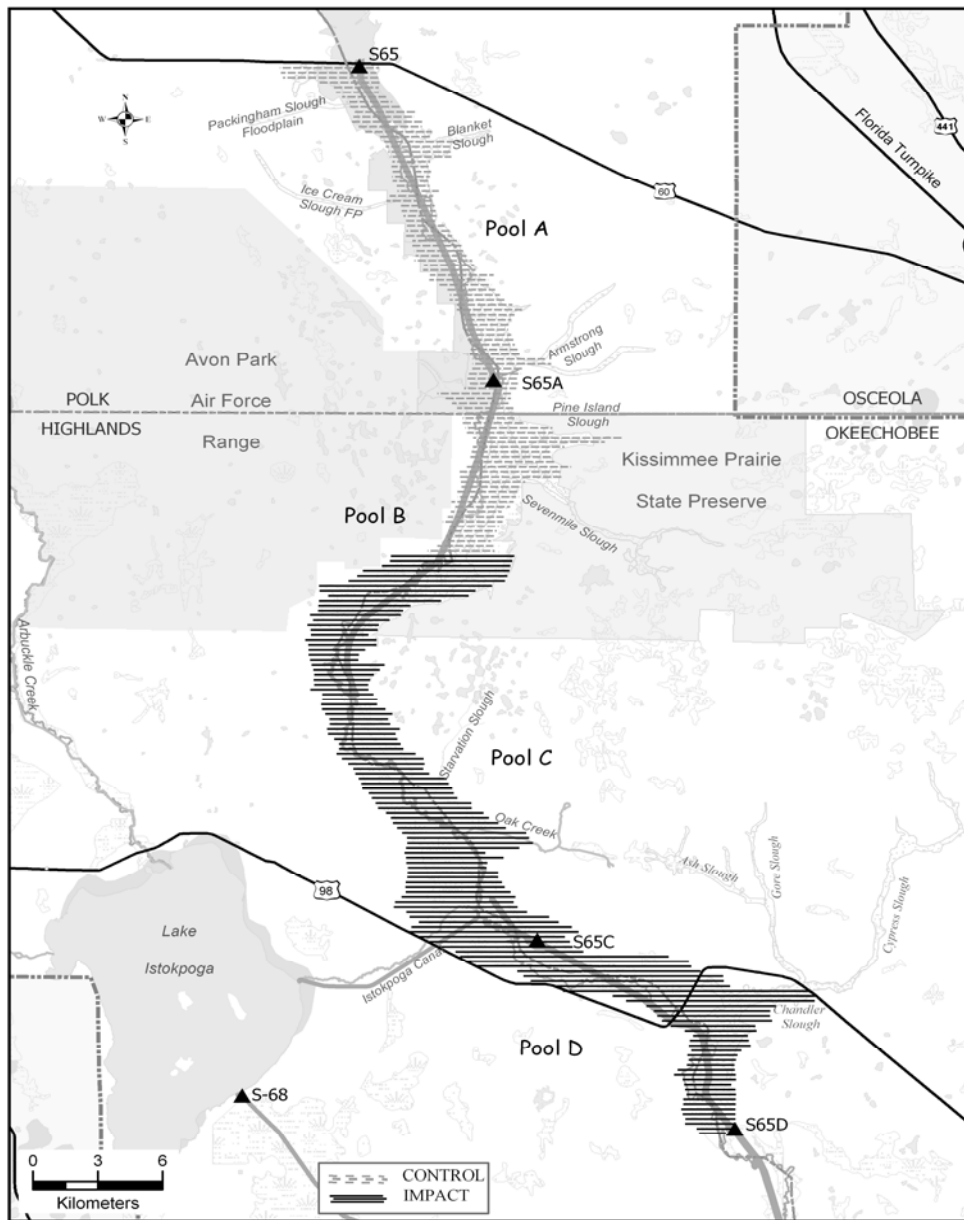 S65
N
W E
S
Packingham Slough
Floodplain
Blanket
Slough
441
Florida Turnpike
Ice Cream
Slough FP
60
Pool A
Armstrong
Slough
Avon Park
Air Force
Range
S65A
POLK
HIGHLANDS
OSCEOLA
OKEECHOBEE
Pine Island
Slough
Kissimmee Prairie
State Preserve
Pool B
Sevenmile Slough
Arbuckle Creek
Starvation Slough
Pool C
Oak Creek
Ash Slough
Gore Slough
Cypress Slough
98
Lake
Istokpoga
S65C
Istokpoga Canal
Chandler
Slough
Pool D
S-68
S65D
0 3 6
Kilometers
CONTROL
IMPACT